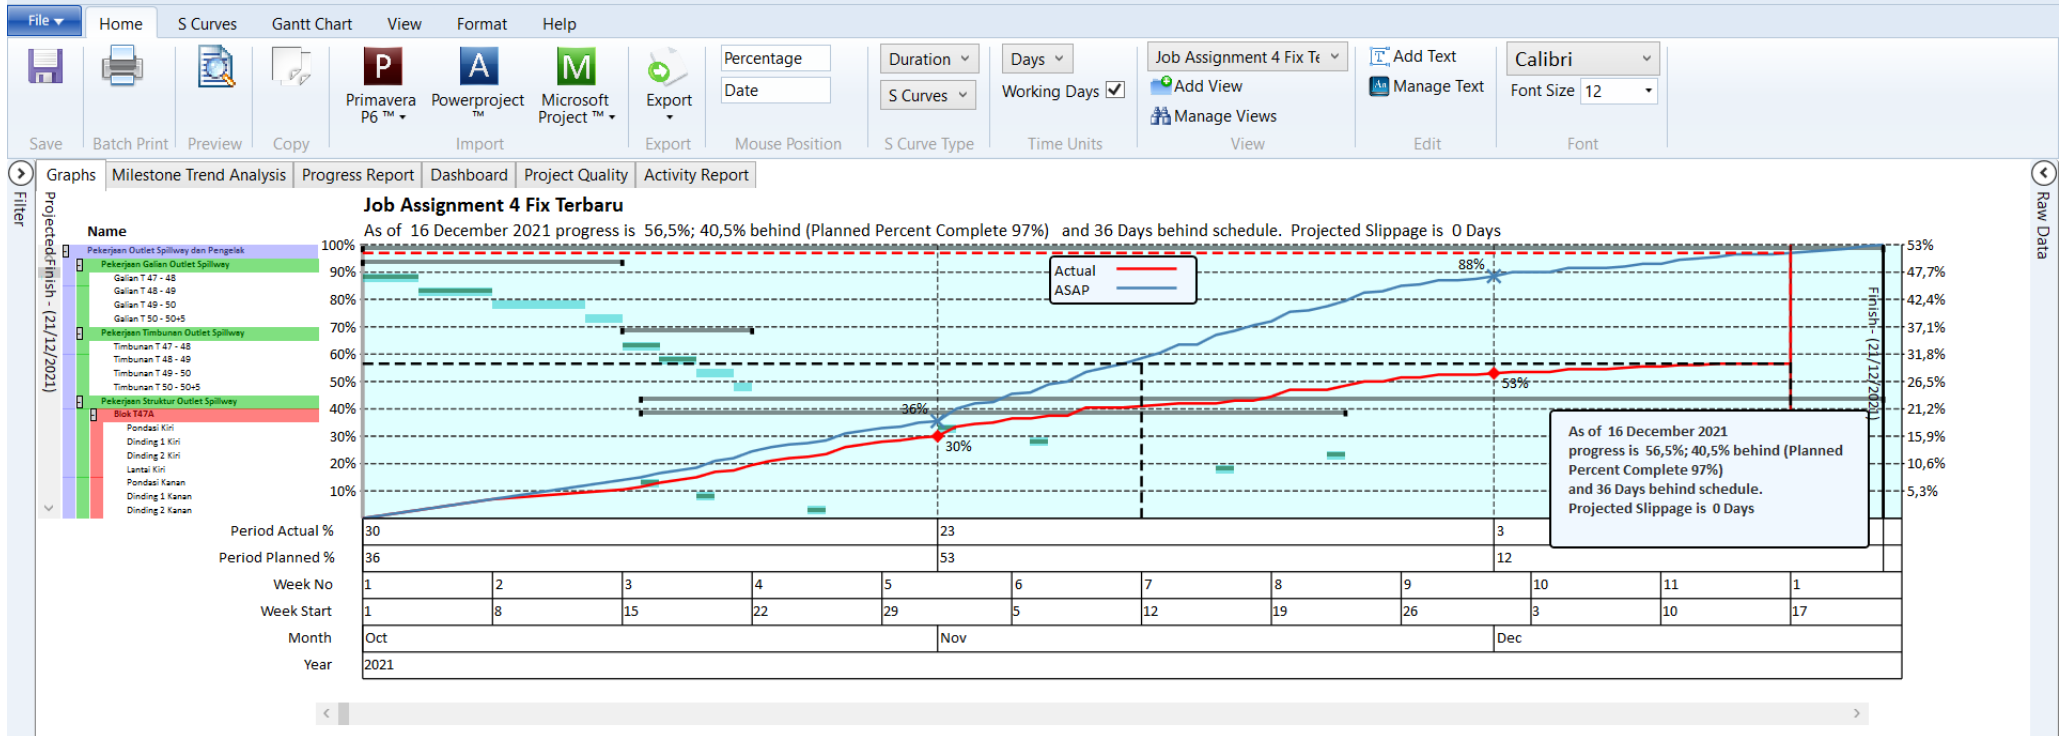 File
Home
S Curves
Gantt Chart
View
Format
Help
Percentage
Date
Duration
S Curves
Days
Working Days
Job Assignment 4 Fix Te
Add View
Manage Views
Add Text
Manage Text
Calibri
Font Size 12
Primavera P6 ™
Powerproject ™
Microsoft Project ™
Export
Save
Batch Print
Preview
Copy
Import
Export
Mouse Position
S Curve Type
Time Units
View
Edit
Font
Filter
Graphs
Milestone Trend Analysis
Progress Report
Dashboard
Project Quality
Activity Report
Raw Data
Projected Finish - (21/12/2021)
Job Assignment 4 Fix Terbaru
As of 16 December 2021 progress is 56,5%; 40,5% behind (Planned Percent Complete 97%) and 36 Days behind schedule. Projected Slippage is 0 Days
Name
Pekerjaan Outlet Spillway dan Pengelak
Pekerjaan Galian Outlet Spillway
Galian T 47 - 48
Galian T 48 - 49
Galian T 49 - 50
Galian T 50 - 50+5
Pekerjaan Timbunan Outlet Spillway
Timbunan T 47 - 48
Timbunan T 48 - 49
Timbunan T 49 - 50
Timbunan T 50 - 50+5
Pekerjaan Struktur Outlet Spillway
Blok T47A
Pondasi Kiri
Dinding 1 Kiri
Dinding 2 Kiri
Lantai Kiri
Pondasi Kanan
Dinding 1 Kanan
Dinding 2 Kanan
100%
90%
80%
70%
60%
50%
40%
30%
20%
10%
Actual
ASAP
36%
30%
88%
53%
53%
47,7%
42,4%
37,1%
31,8%
26,5%
21,2%
15,9%
10,6%
5,3%
Finish - (21/12/2021)
As of 16 December 2021
progress is 56,5%; 40,5% behind (Planned
Percent Complete 97%)
and 36 Days behind schedule.
Projected Slippage is 0 Days
Period Actual % 30 23 3
Period Planned % 36 53 12
Week No 1 2 3 4 5 6 7 8 9 10 11 1
Week Start 1 8 15 22 29 5 12 19 26 3 10 17
Month Oct Nov Dec
Year 2021